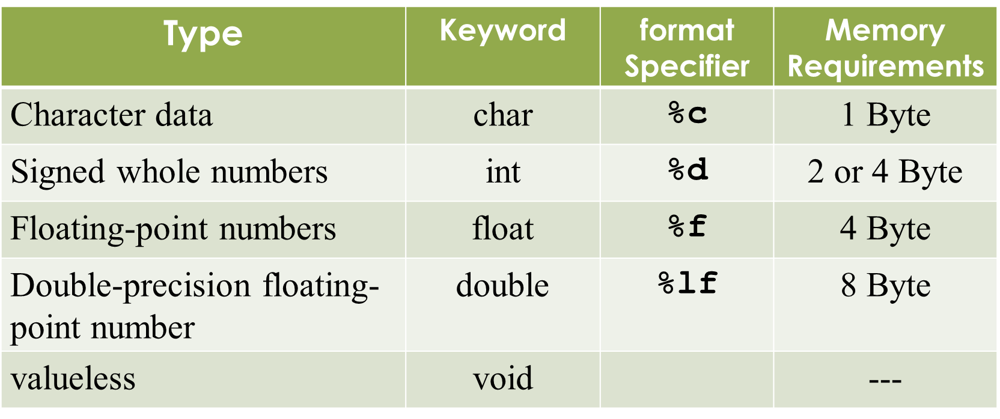 Type Keyword format Specifier Memory Requirements
Character data char %c 1 Byte
Signed whole numbers int %d 2 or 4 Byte
Floating-point numbers float %f 4 Byte
Double-precision floating- double %lf 8 Byte
point number
valueless void ---